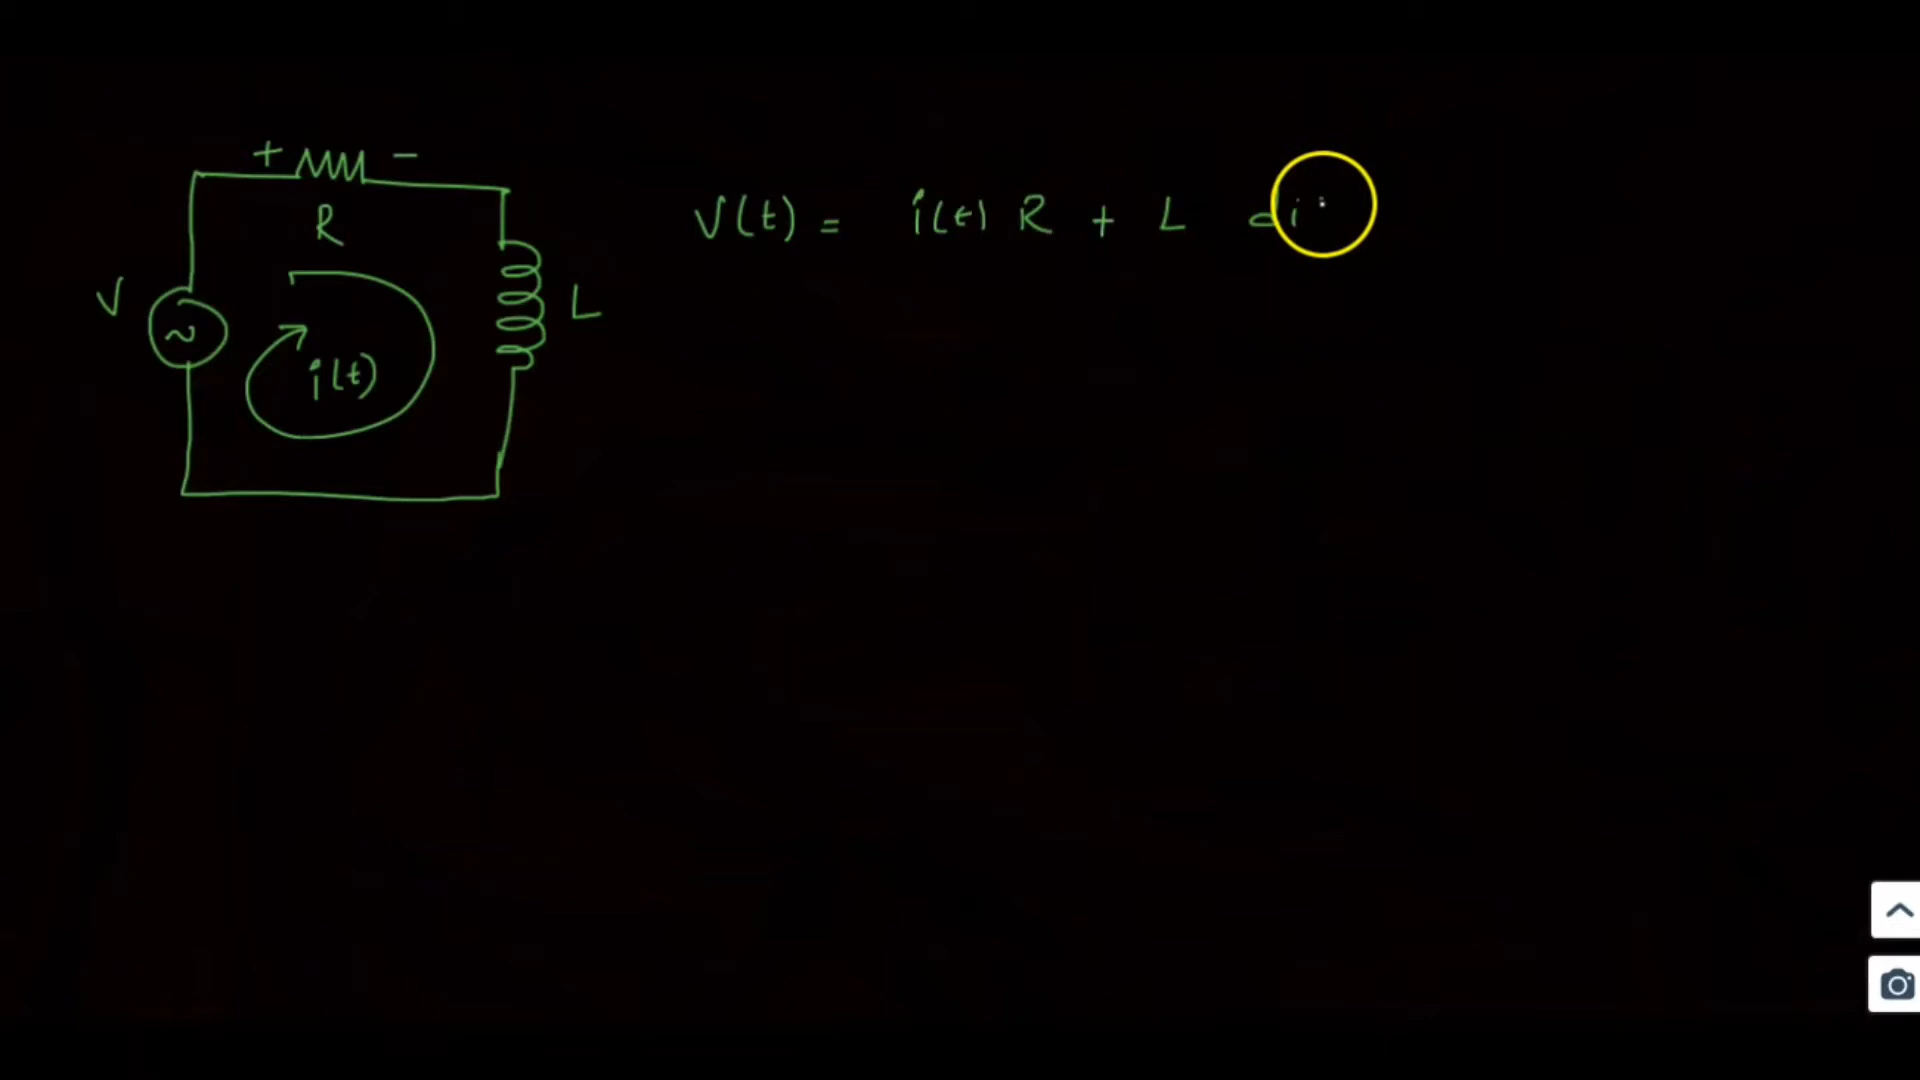 + -
R
V(t) = i(t) R + L di
V
~
L
i(t)